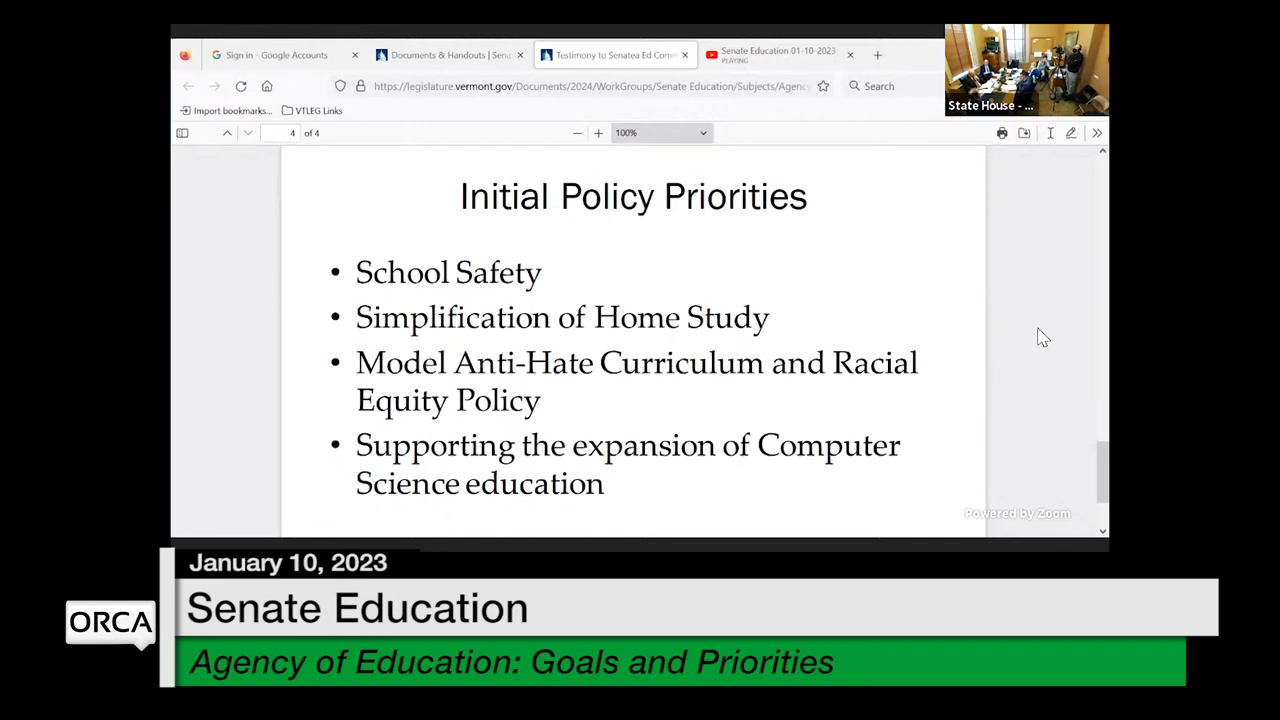 Sign in - Google Accounts
Documents & Handouts | Sena
Testimony to Senatea Ed Com
Senate Education 01-10-2023
PLAYING
https://legislature.vermont.gov/Documents/2024/WorkGroups/Senate Education/Subjects/Agenc
Search
Import bookmarks...
VTLEG Links
4 of 4
100%
State House - ...
Initial Policy Priorities
• School Safety
• Simplification of Home Study
• Model Anti-Hate Curriculum and Racial
Equity Policy
• Supporting the expansion of Computer
Science education
Powered by Zoom
January 10, 2023
Senate Education
ORCA
Agency of Education: Goals and Priorities